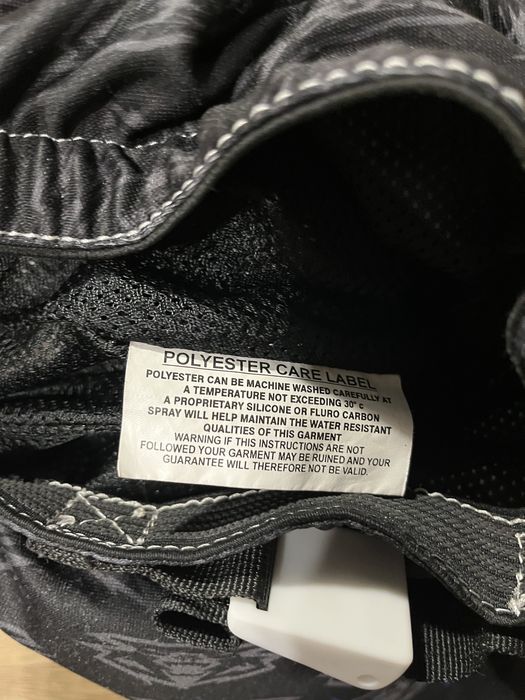 POLYESTER CARE LABEL
POLYESTER CAN BE MACHINE WASHED CAREFULLY AT
A TEMPERATURE NOT EXCEEDING 30° c
A PROPRIETARY SILICONE OR FLURO CARBON
SPRAY WILL HELP MAINTAIN THE WATER RESISTANT
QUALITIES OF THIS GARMENT
WARNING IF THIS INSTRUCTIONS ARE NOT
FOLLOWED YOUR GARMENT MAY BE RUINED AND YOUR
GUARANTEE WILL THEREFORE NOT BE VALID.